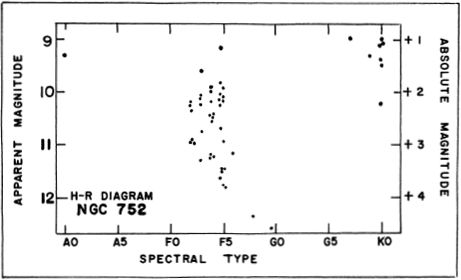 9
10
11
12
APPARENT MAGNITUDE
+1
+2
+3
+4
ABSOLUTE MAGNITUDE
H-R DIAGRAM
NGC 752
A0 A5 F0 F5 G0 G5 K0
SPECTRAL TYPE